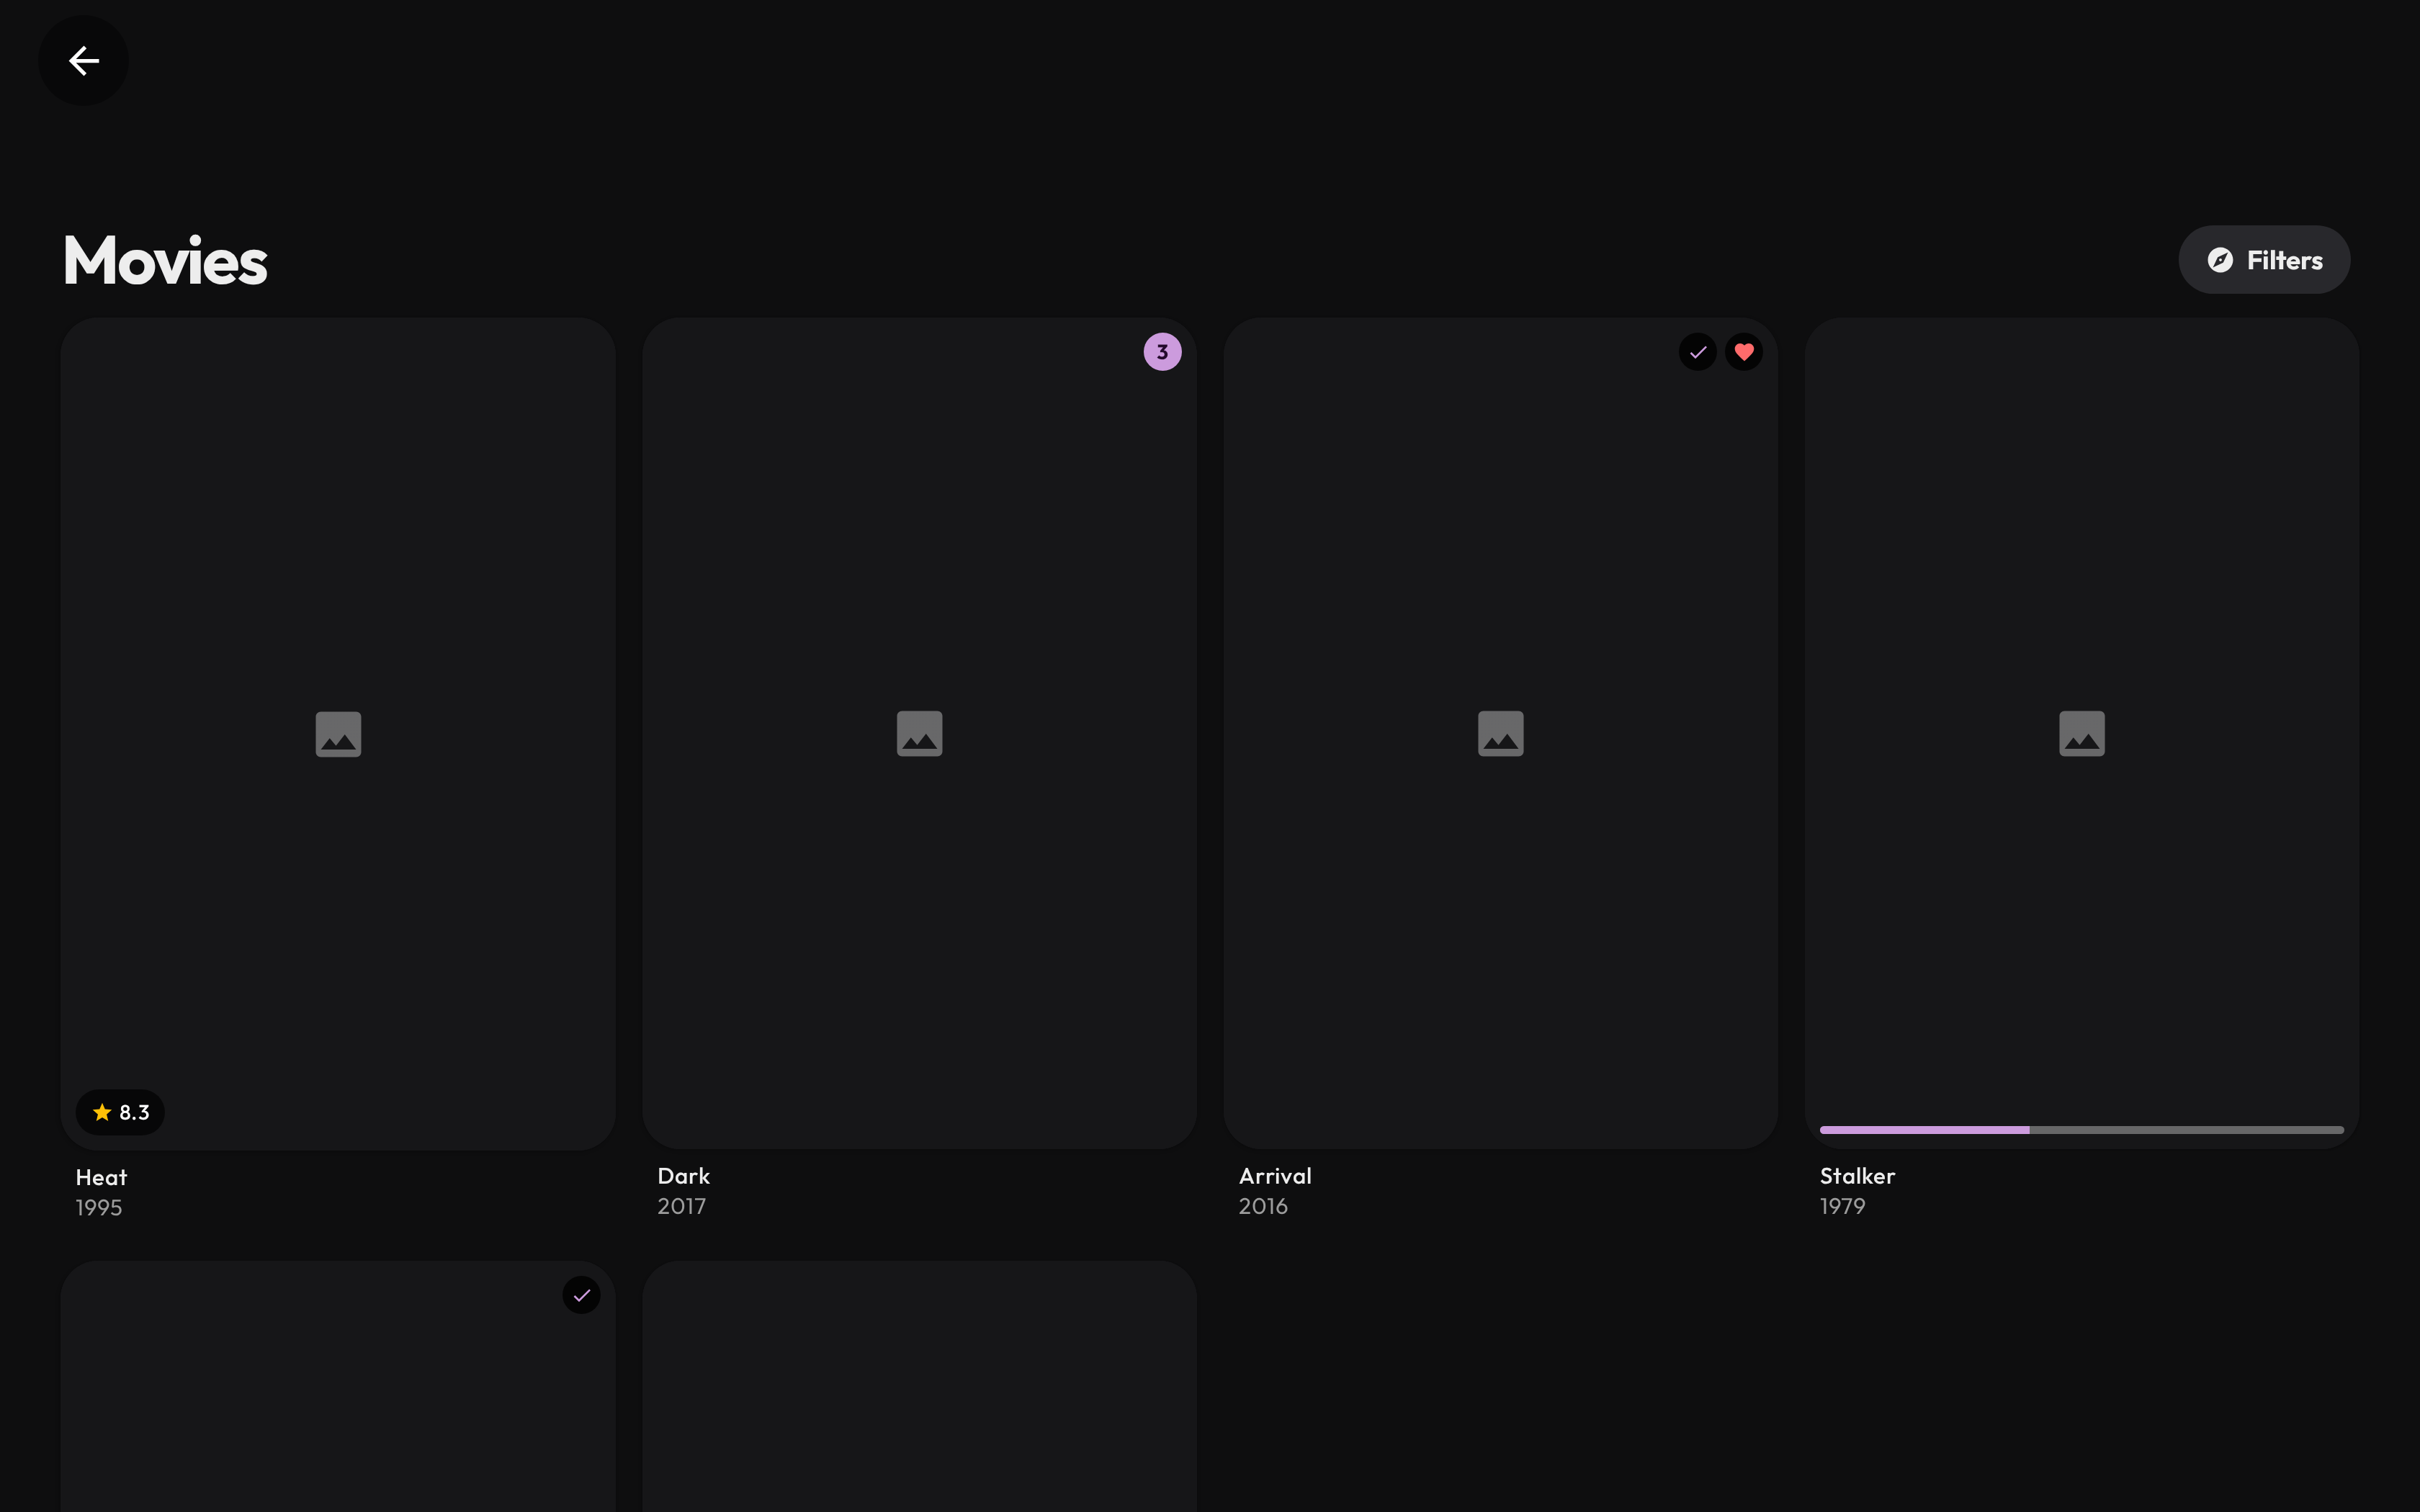 Movies
Filters
3
8.3
Heat
1995
Dark
2017
Arrival
2016
Stalker
1979